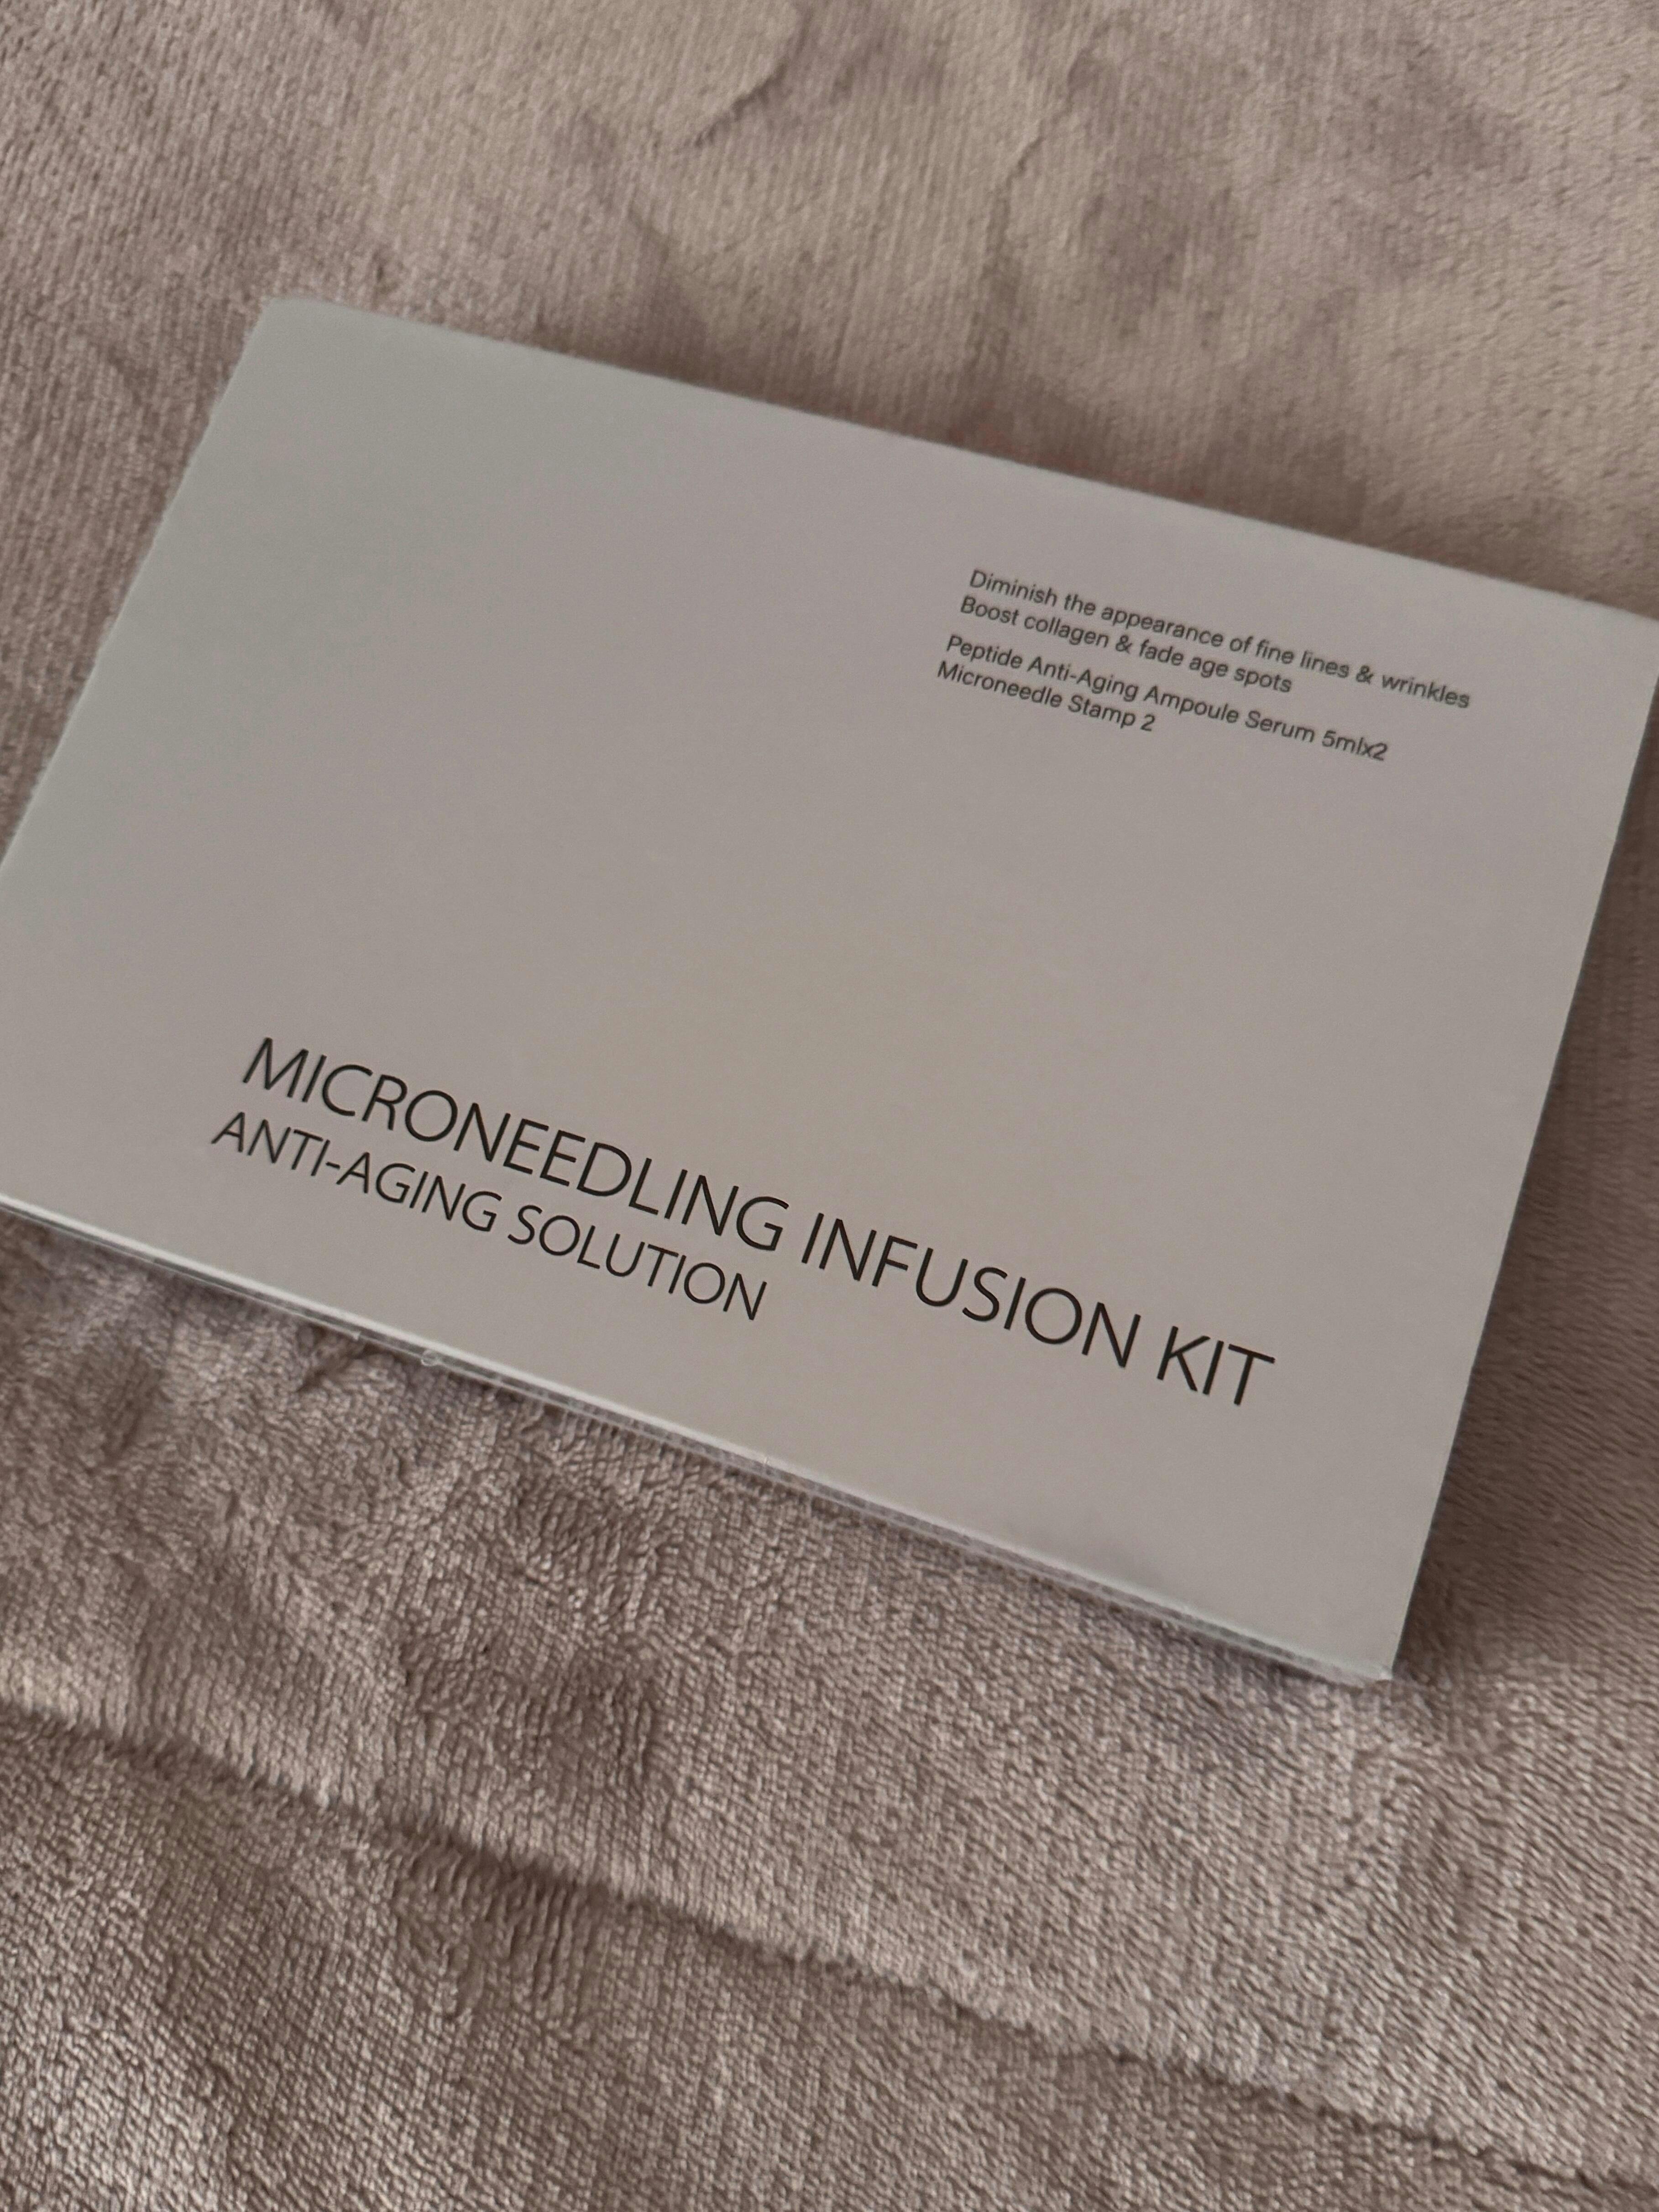 Diminish the appearance of fine lines & wrinkles
Boost collagen & fade age spots
Peptide Anti-Aging Ampoule Serum 5mlx2
Microneedle Stamp 2
MICRONEEDLING INFUSION KIT
ANTI-AGING SOLUTION